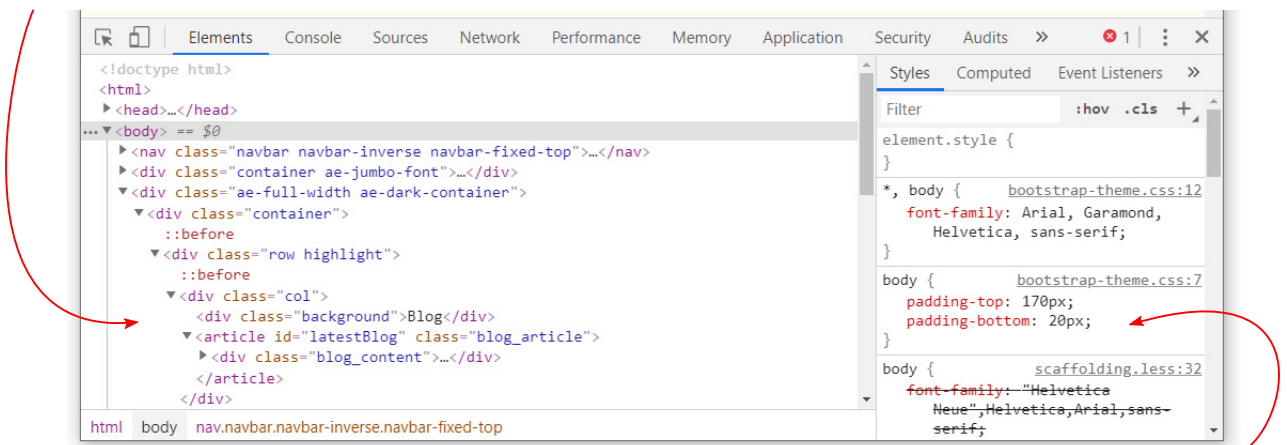 Elements Console Sources Network Performance Memory Application Security Audits » 1
<!doctype html>
<html>
<head>…</head>
… <body> == $0
<nav class="navbar navbar-inverse navbar-fixed-top">…</nav>
<div class="container ae-jumbo-font">…</div>
<div class="ae-full-width ae-dark-container">
<div class="container">
::before
<div class="row highlight">
::before
<div class="col">
<div class="background">Blog</div>
<article id="latestBlog" class="blog_article">
<div class="blog_content">…</div>
</article>
</div>
html body nav.navbar.navbar-inverse.navbar-fixed-top
Styles Computed Event Listeners »
Filter :hov .cls +
element.style {
}
*, body { bootstrap-theme.css:12
font-family: Arial, Garamond,
Helvetica, sans-serif;
}
body { bootstrap-theme.css:7
padding-top: 170px;
padding-bottom: 20px;
}
body { scaffolding.less:32
font-family: "Helvetica
Neue",Helvetica,Arial,sans-
serif;